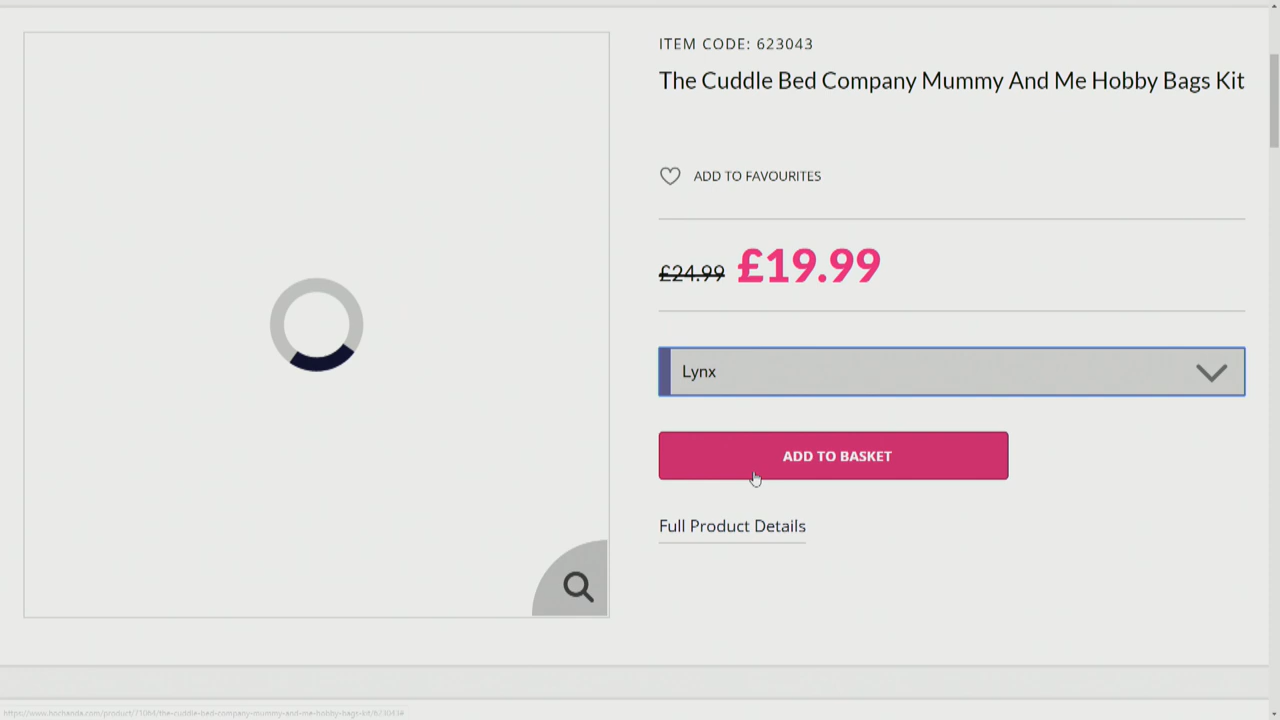 ITEM CODE: 623043
The Cuddle Bed Company Mummy And Me Hobby Bags Kit
ADD TO FAVOURITES
£24.99 £19.99
Lynx
ADD TO BASKET
Full Product Details